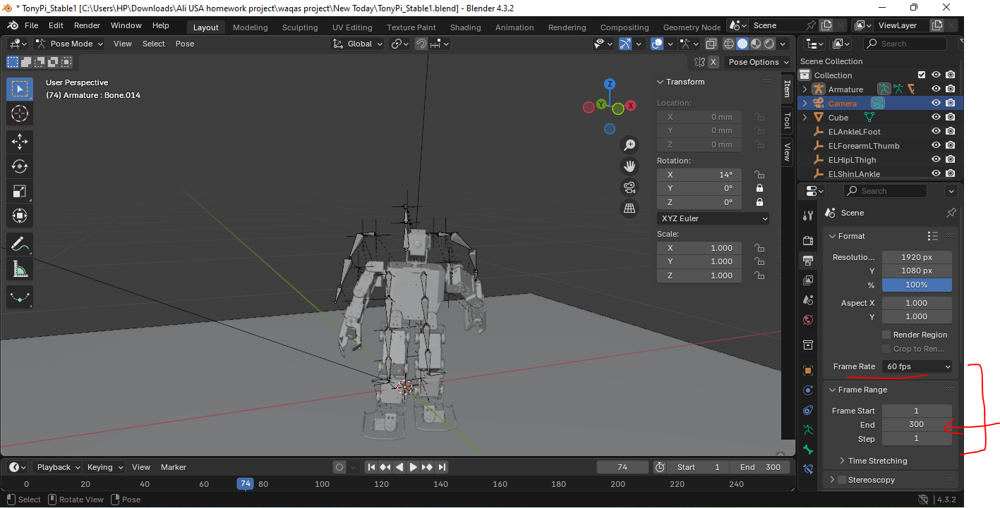 * TonyPi_Stable1 [C:\Users\HP\Downloads\Ali USA homework project\waqas project\New Today\TonyPi_Stable1.blend] - Blender 4.3.2
File Edit Render Window Help Layout Modeling Sculpting UV Editing Texture Paint Shading Animation Rendering Compositing Geometry Node Scene ViewLayer
Pose Mode View Select Pose Global
X Pose Options
User Perspective
(74) Armature : Bone.014
Z
Y X
Transform
Location:
X 0 mm
Y 0 mm
Z 0 mm
Rotation:
X 14°
Y 0°
Z 0°
XYZ Euler
Scale:
X 1.000
Y 1.000
Z 1.000
Item
Tool
View
Search
Scene Collection
Collection
Armature
Camera
Cube
ELAnkleLFoot
ELForearmLThumb
ELHipLThigh
ELShinLAnkle
Search
Scene
Format
Resolutio... 1920 px
Y 1080 px
% 100%
Aspect X 1.000
Y 1.000
Render Region
Crop to Ren...
Frame Rate 60 fps
Frame Range
Frame Start 1
End 300
Step 1
Time Stretching
Stereoscopy
Playback Keying View Marker 74 Start 1 End 300
0 20 40 60 74 80 100 120 140 160 180 200 220 240
Select Rotate View Pose 4.3.2